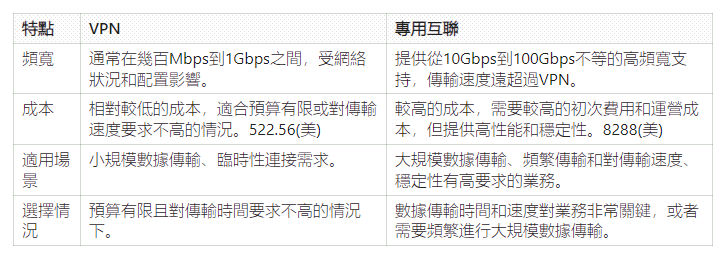 特點 VPN 專用互聯
頻寬 通常在幾百Mbps到1Gbps之間，受網絡 提供從10Gbps到100Gbps不等的高頻寬支
狀況和配置影響。 持，傳輸速度遠超過VPN。
成本 相對較低的成本，適合預算有限或對傳輸 較高的成本，需要較高的初次費用和運營成
速度要求不高的情況。522.56(美) 本，但提供高性能和穩定性。8288(美)
適用場 小規模數據傳輸、臨時性連接需求。 大規模數據傳輸、頻繁傳輸和對傳輸速度、
景 穩定性有高要求的業務。
選擇情 預算有限且對傳輸時間要求不高的情況 數據傳輸時間和速度對業務非常關鍵，或者
況 下。 需要頻繁進行大規模數據傳輸。